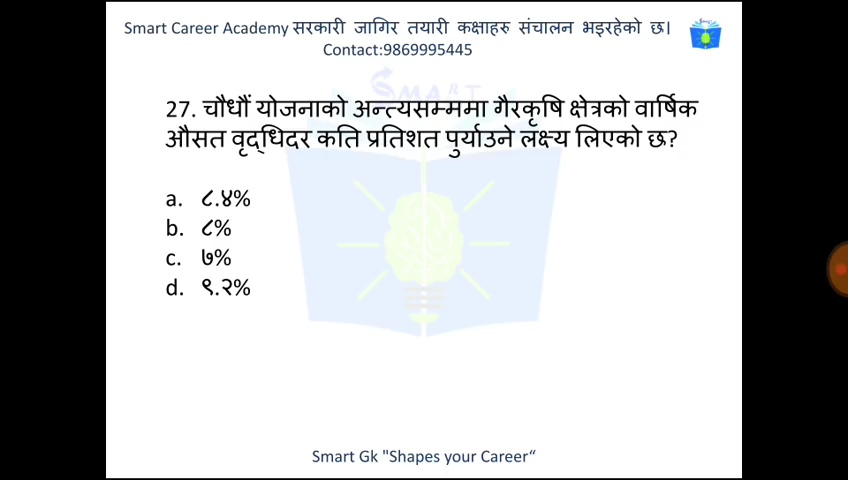 Smart Career Academy सरकारी जागिर तयारी कक्षाहरु संचालन भइरहेको छ।
Contact:9869995445
SMART
27. चौधौं योजनाको अन्त्यसम्ममा गैरकृषि क्षेत्रको वार्षिक
औसत वृद्धिदर कति प्रतिशत पुर्याउने लक्ष्य लिएको छ?
a. ८.४%
b. ८%
c. ७%
d. ९.२%
Smart Gk "Shapes your Career“